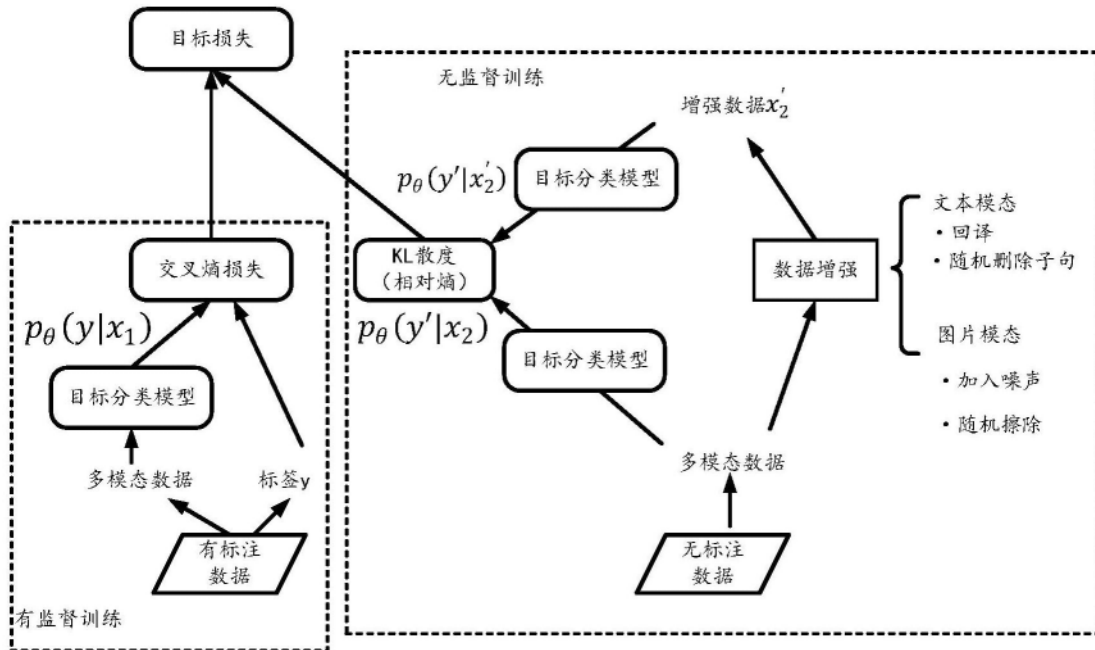 目标损失
无监督训练
增强数据x₂′
pθ(y′|x₂′)
目标分类模型
文本模态
• 回译
• 随机删除子句
交叉熵损失
KL散度
（相对熵）
数据增强
pθ(y|x₁)
pθ(y′|x₂)
图片模态
目标分类模型
目标分类模型
• 加入噪声
• 随机擦除
多模态数据
标签y
多模态数据
有标注
数据
无标注
数据
有监督训练